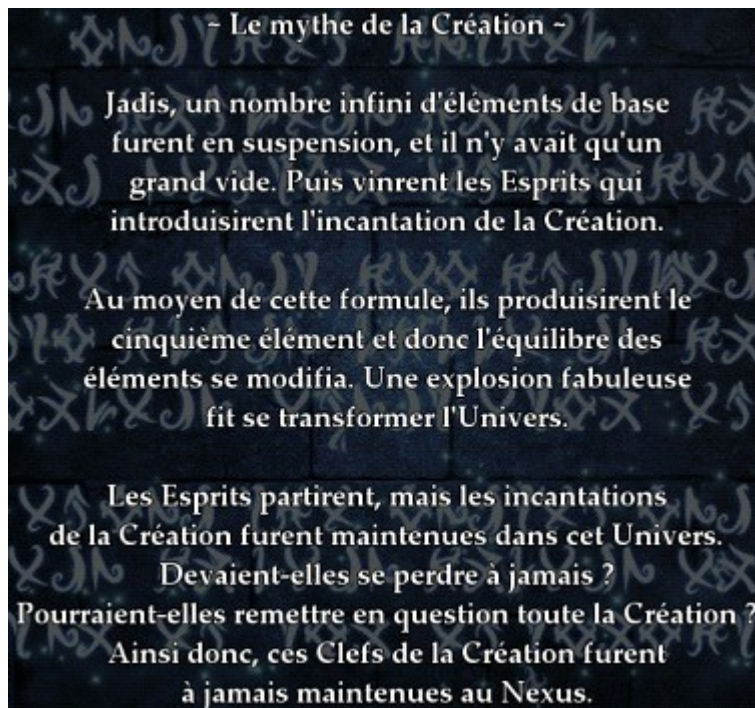 ~ Le mythe de la Création ~
Jadis, un nombre infini d'éléments de base
furent en suspension, et il n'y avait qu'un
grand vide. Puis vinrent les Esprits qui
introduisirent l'incantation de la Création.
Au moyen de cette formule, ils produisirent le
cinquième élément et donc l'équilibre des
éléments se modifia. Une explosion fabuleuse
fit se transformer l'Univers.
Les Esprits partirent, mais les incantations
de la Création furent maintenues dans cet Univers.
Devaient-elles se perdre à jamais ?
Pourraient-elles remettre en question toute la Création ?
Ainsi donc, ces Clefs de la Création furent
à jamais maintenues au Nexus.